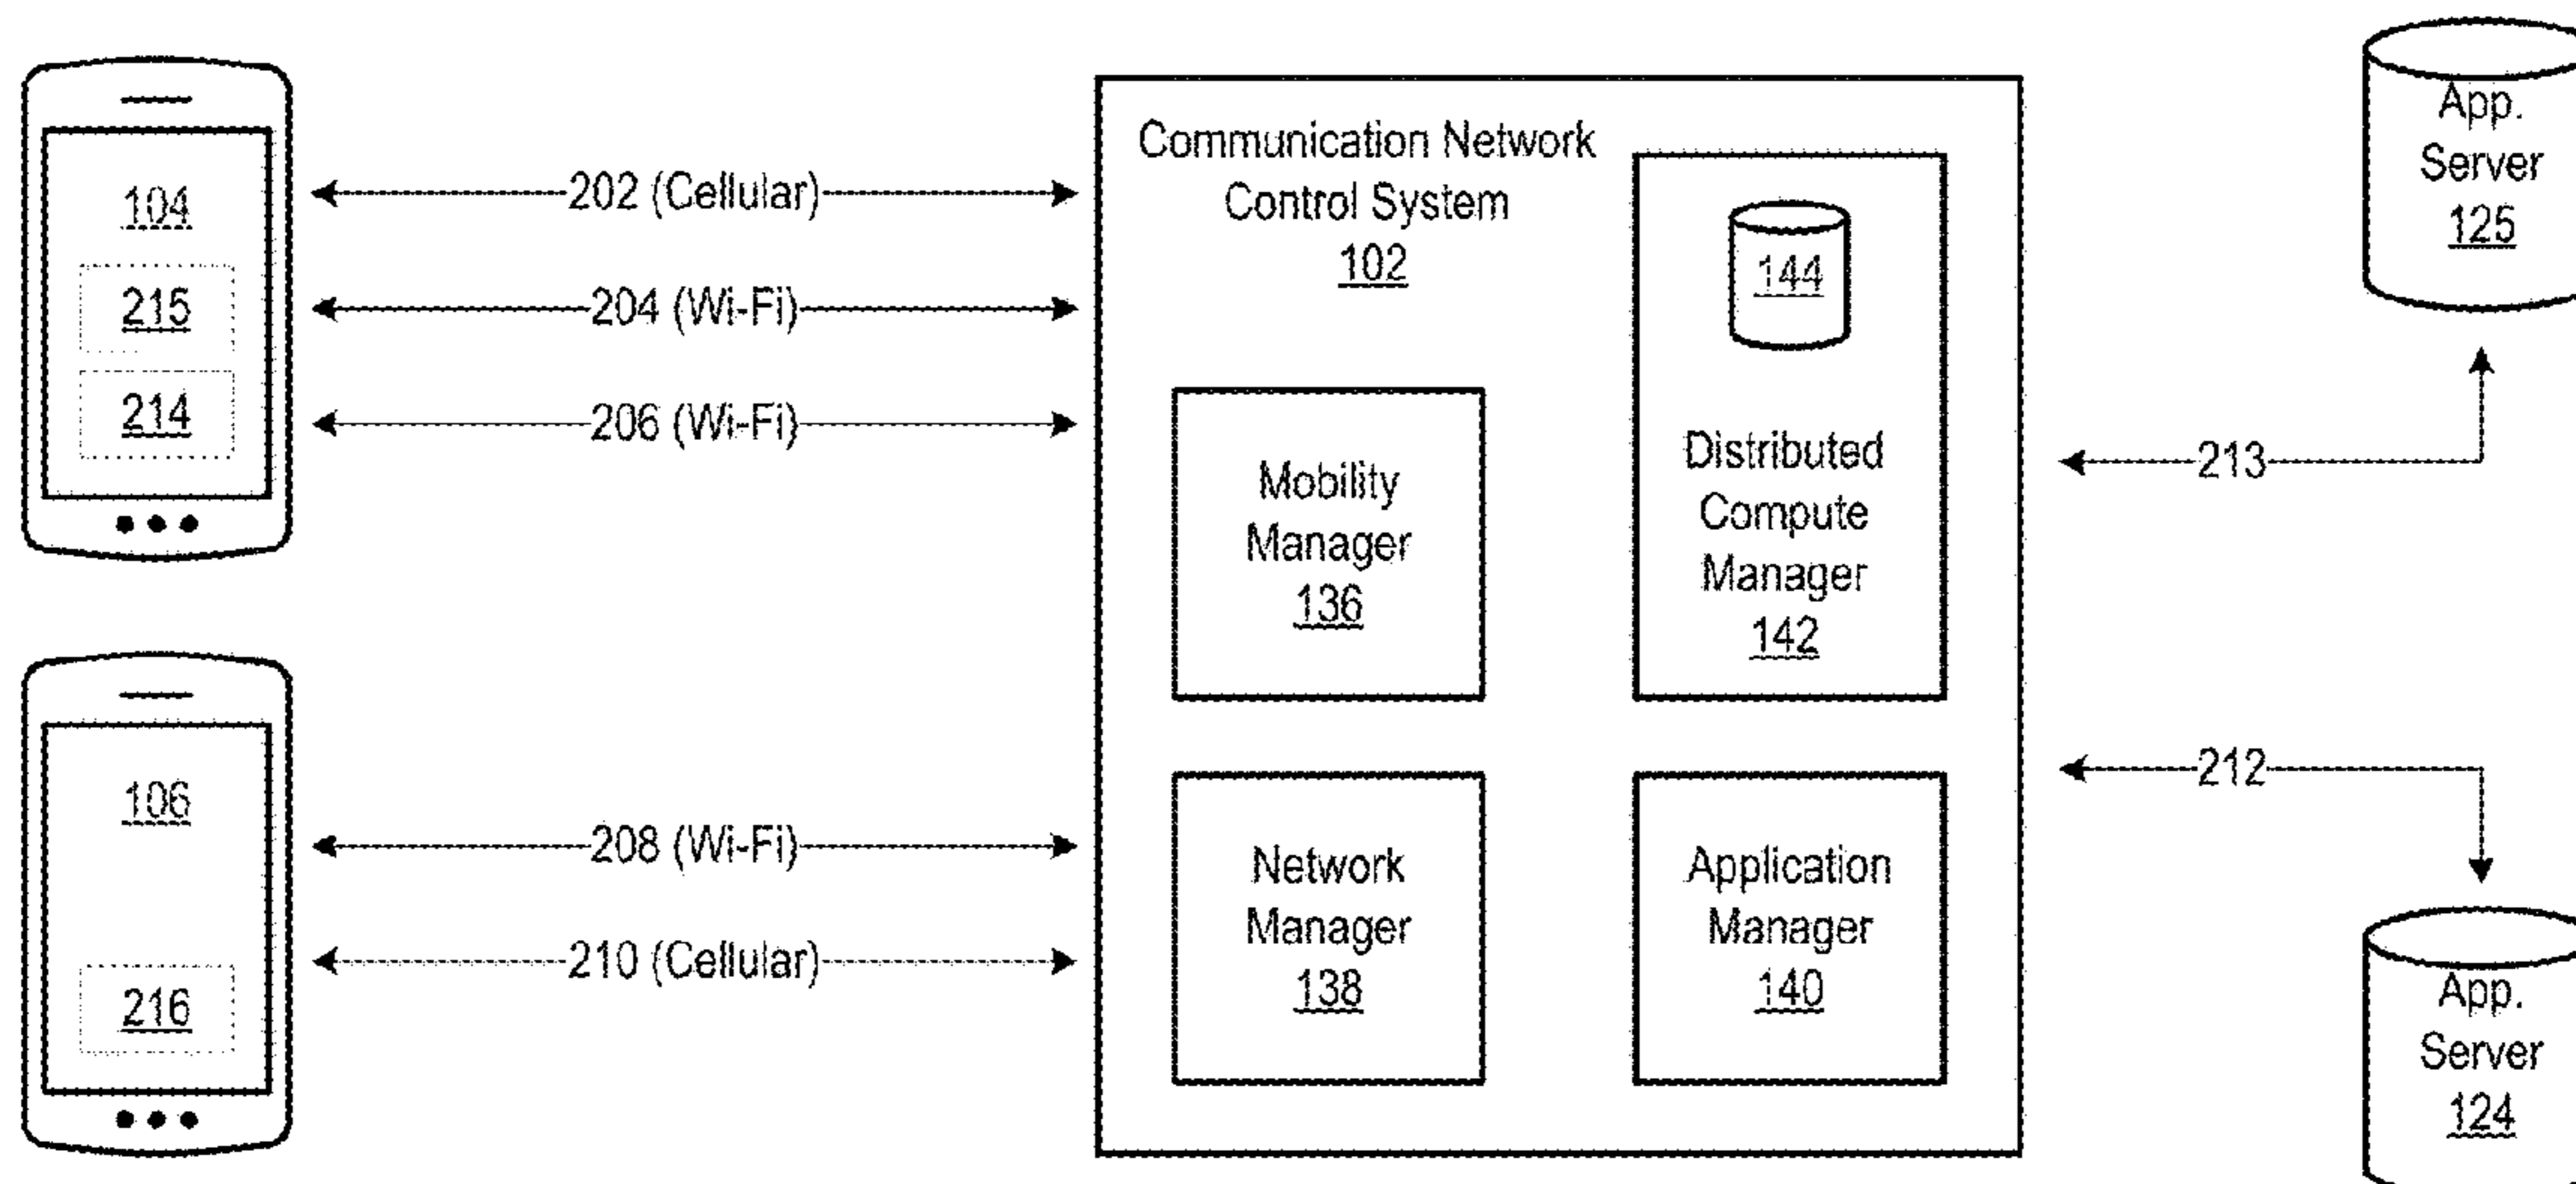 104
215
214
202 (Cellular)
204 (Wi-Fi)
206 (Wi-Fi)
106
216
208 (Wi-Fi)
210 (Cellular)
Communication Network
Control System
102
144
Distributed
Compute
Manager
142
Mobility
Manager
136
Network
Manager
138
Application
Manager
140
213
212
App.
Server
125
App.
Server
124